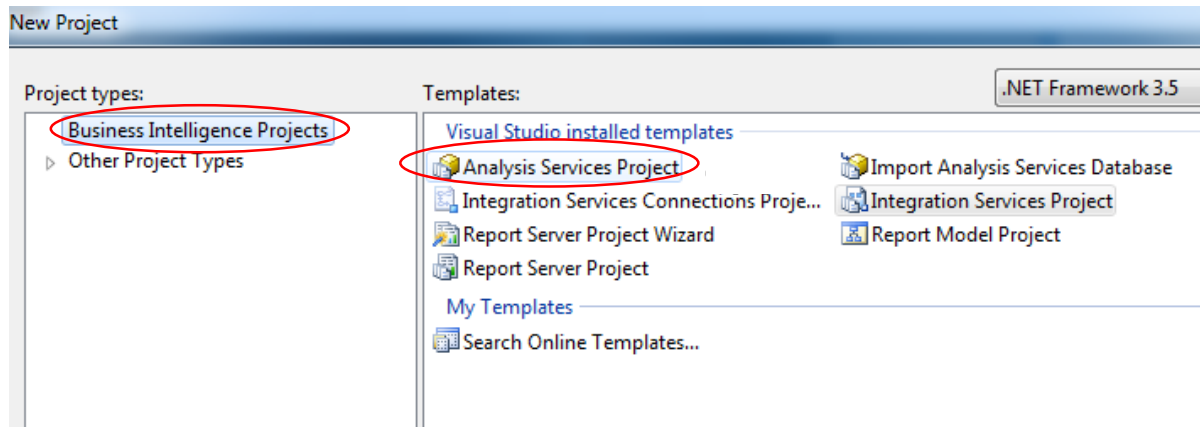 New Project
Project types:
Templates:
.NET Framework 3.5
Business Intelligence Projects
Other Project Types
Visual Studio installed templates
Analysis Services Project
Import Analysis Services Database
Integration Services Connections Proje...
Integration Services Project
Report Server Project Wizard
Report Model Project
Report Server Project
My Templates
Search Online Templates...